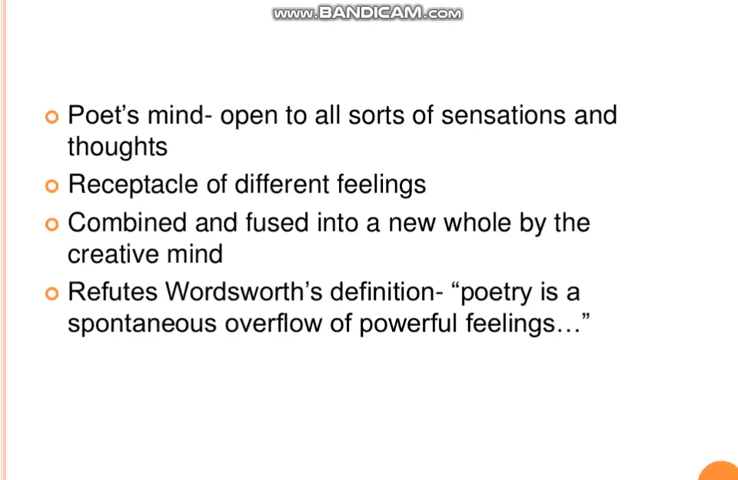 www.BANDICAM.com
Poet’s mind- open to all sorts of sensations and
thoughts
Receptacle of different feelings
Combined and fused into a new whole by the
creative mind
Refutes Wordsworth’s definition- “poetry is a
spontaneous overflow of powerful feelings…”